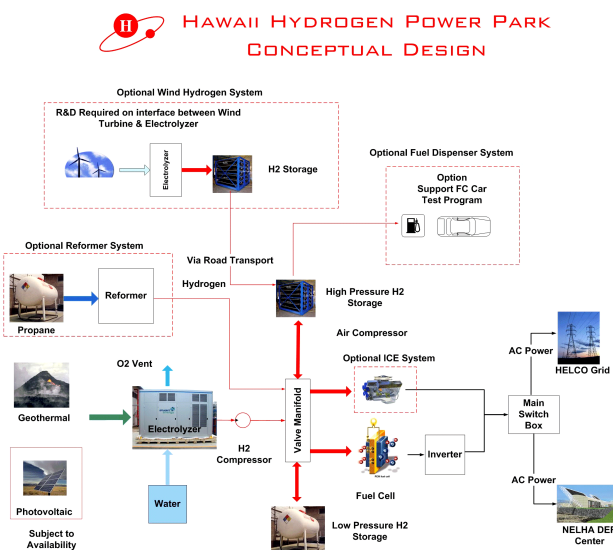 H
HAWAII HYDROGEN POWER PARK
CONCEPTUAL DESIGN
Optional Wind Hydrogen System
R&D Required on interface between Wind
Turbine & Electrolyzer
Electrolyzer
H2 Storage
Optional Fuel Dispenser System
Option
Support FC Car
Test Program
Optional Reformer System
Via Road Transport
Hydrogen
Reformer
Propane
High Pressure H2
Storage
Air Compressor
O2 Vent
Optional ICE System
AC Power
HELCO Grid
Geothermal
Electrolyzer
H2
Compressor
Valve Manifold
Main
Switch
Box
Inverter
Fuel Cell
AC Power
Photovoltaic
Water
Low Pressure H2
Storage
Subject to
Availability
NELHA DER
Center